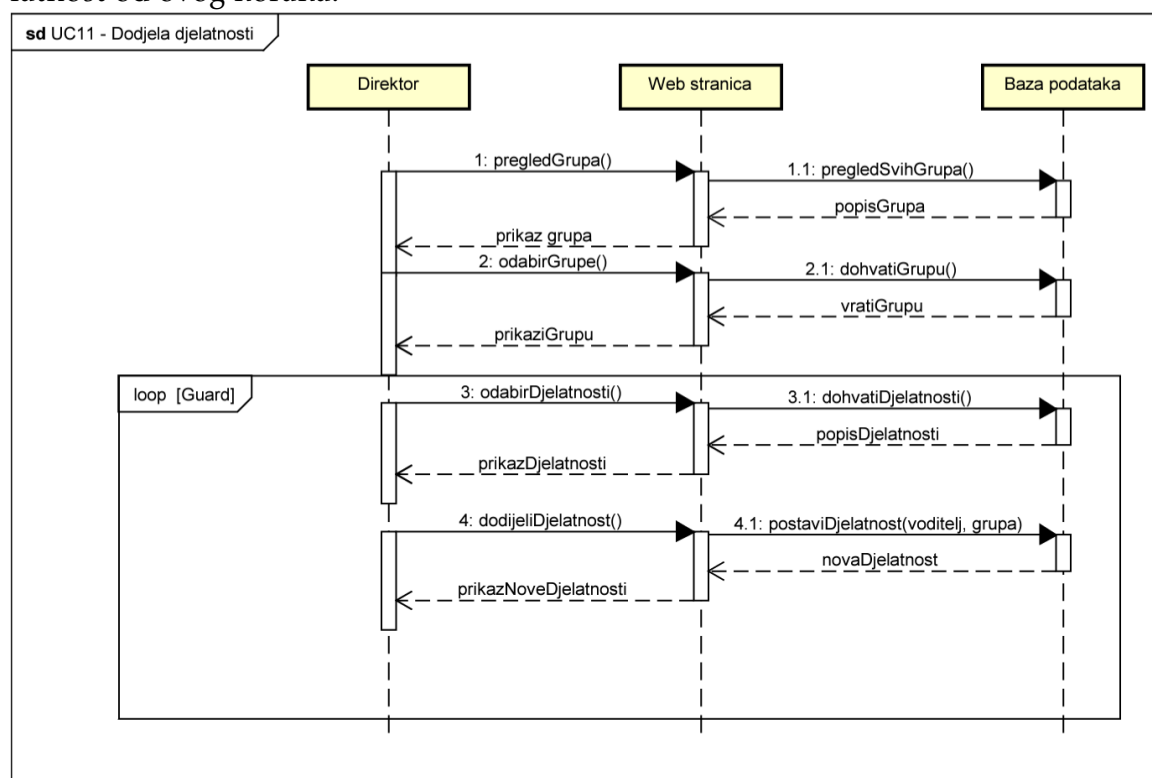 sd UC11 - Dodjela djelatnosti
Direktor
Web stranica
Baza podataka
1: pregledGrupa()
1.1: pregledSvihGrupa()
popisGrupa
prikaz grupa
2: odabirGrupe()
2.1: dohvatiGrupu()
vratiGrupu
prikaziGrupu
loop [Guard]
3: odabirDjelatnosti()
3.1: dohvatiDjelatnosti()
popisDjelatnosti
prikazDjelatnosti
4: dodijeliDjelatnost()
4.1: postaviDjelatnost(voditelj, grupa)
novaDjelatnost
prikazNoveDjelatnosti